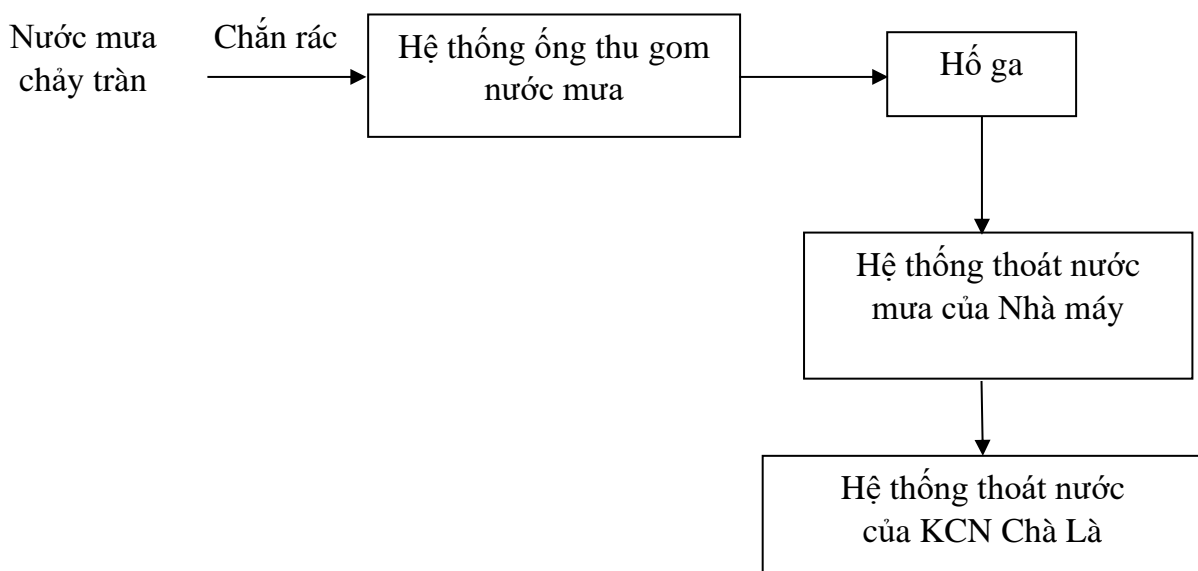 Nước mưa
chảy tràn
Chắn rác
Hệ thống ống thu gom
nước mưa
Hố ga
Hệ thống thoát nước
mưa của Nhà máy
Hệ thống thoát nước
của KCN Chà Là